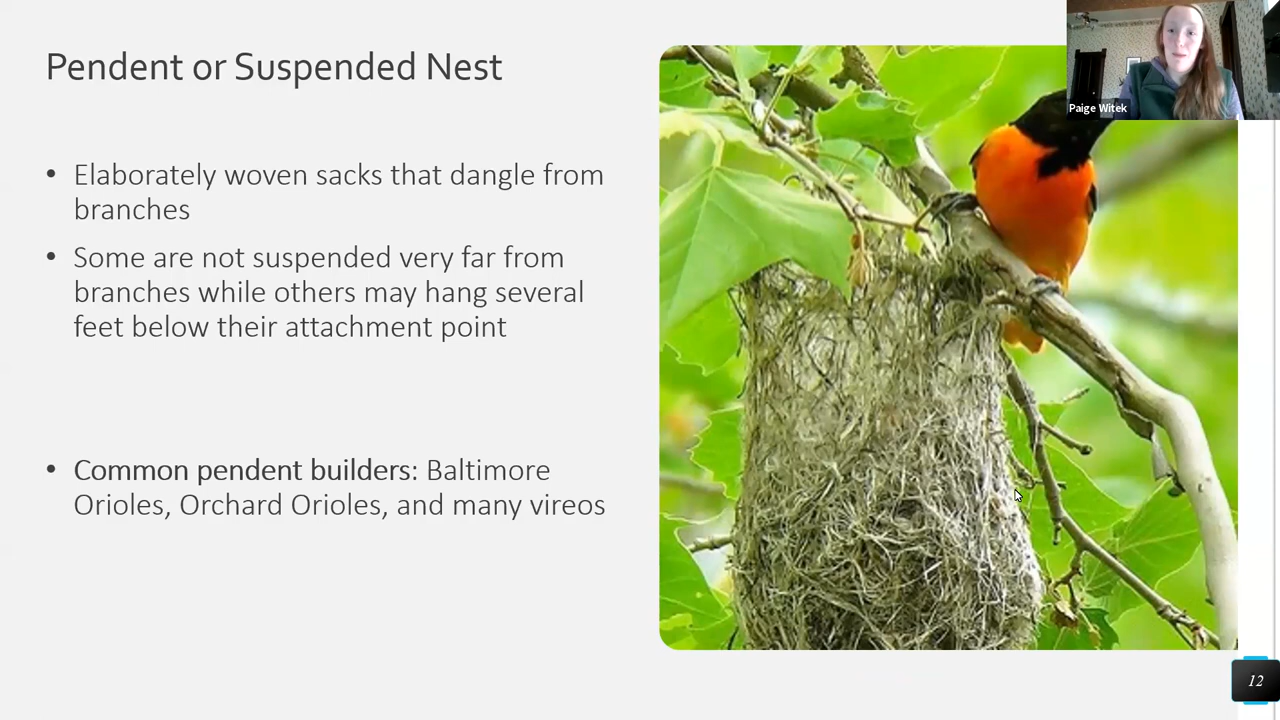 Pendent or Suspended Nest
Paige Witek
• Elaborately woven sacks that dangle from
branches
• Some are not suspended very far from
branches while others may hang several
feet below their attachment point
• Common pendent builders: Baltimore
Orioles, Orchard Orioles, and many vireos
12